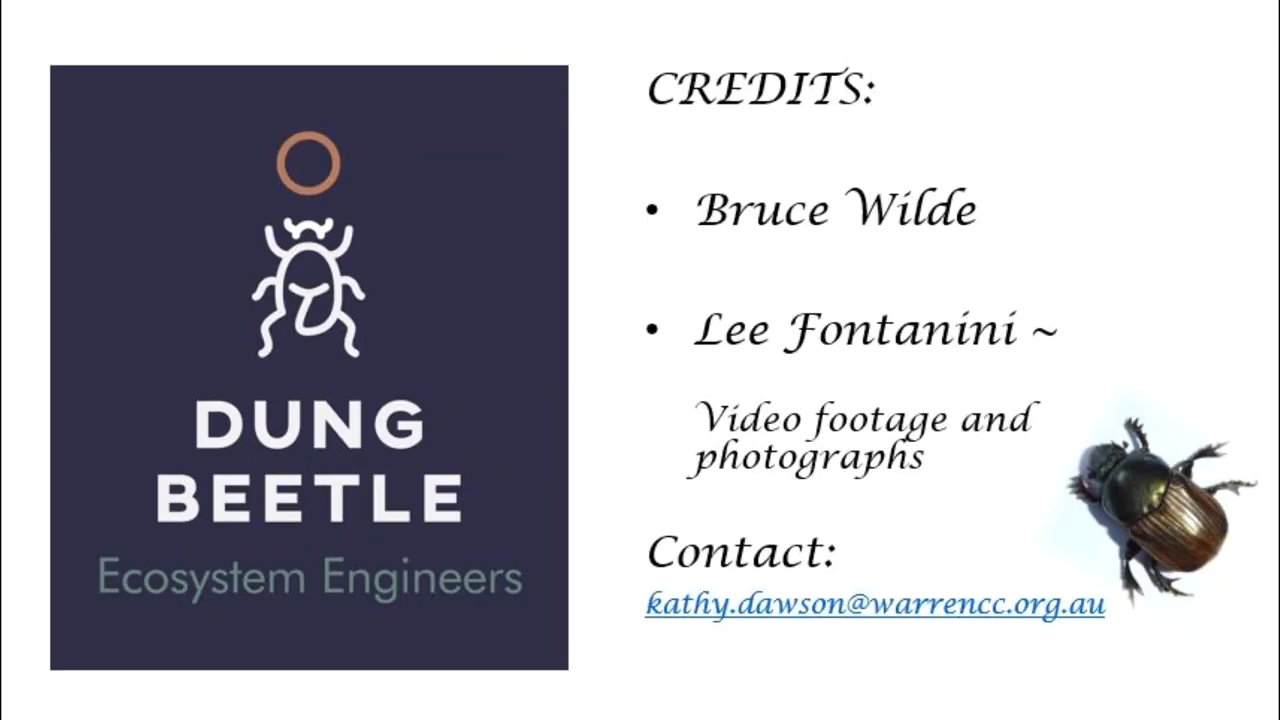 DUNG
BEETLE
Ecosystem Engineers
CREDITS:
• Bruce Wilde
• Lee Fontanini ~
Video footage and
photographs
Contact:
kathy.dawson@warrencc.org.au